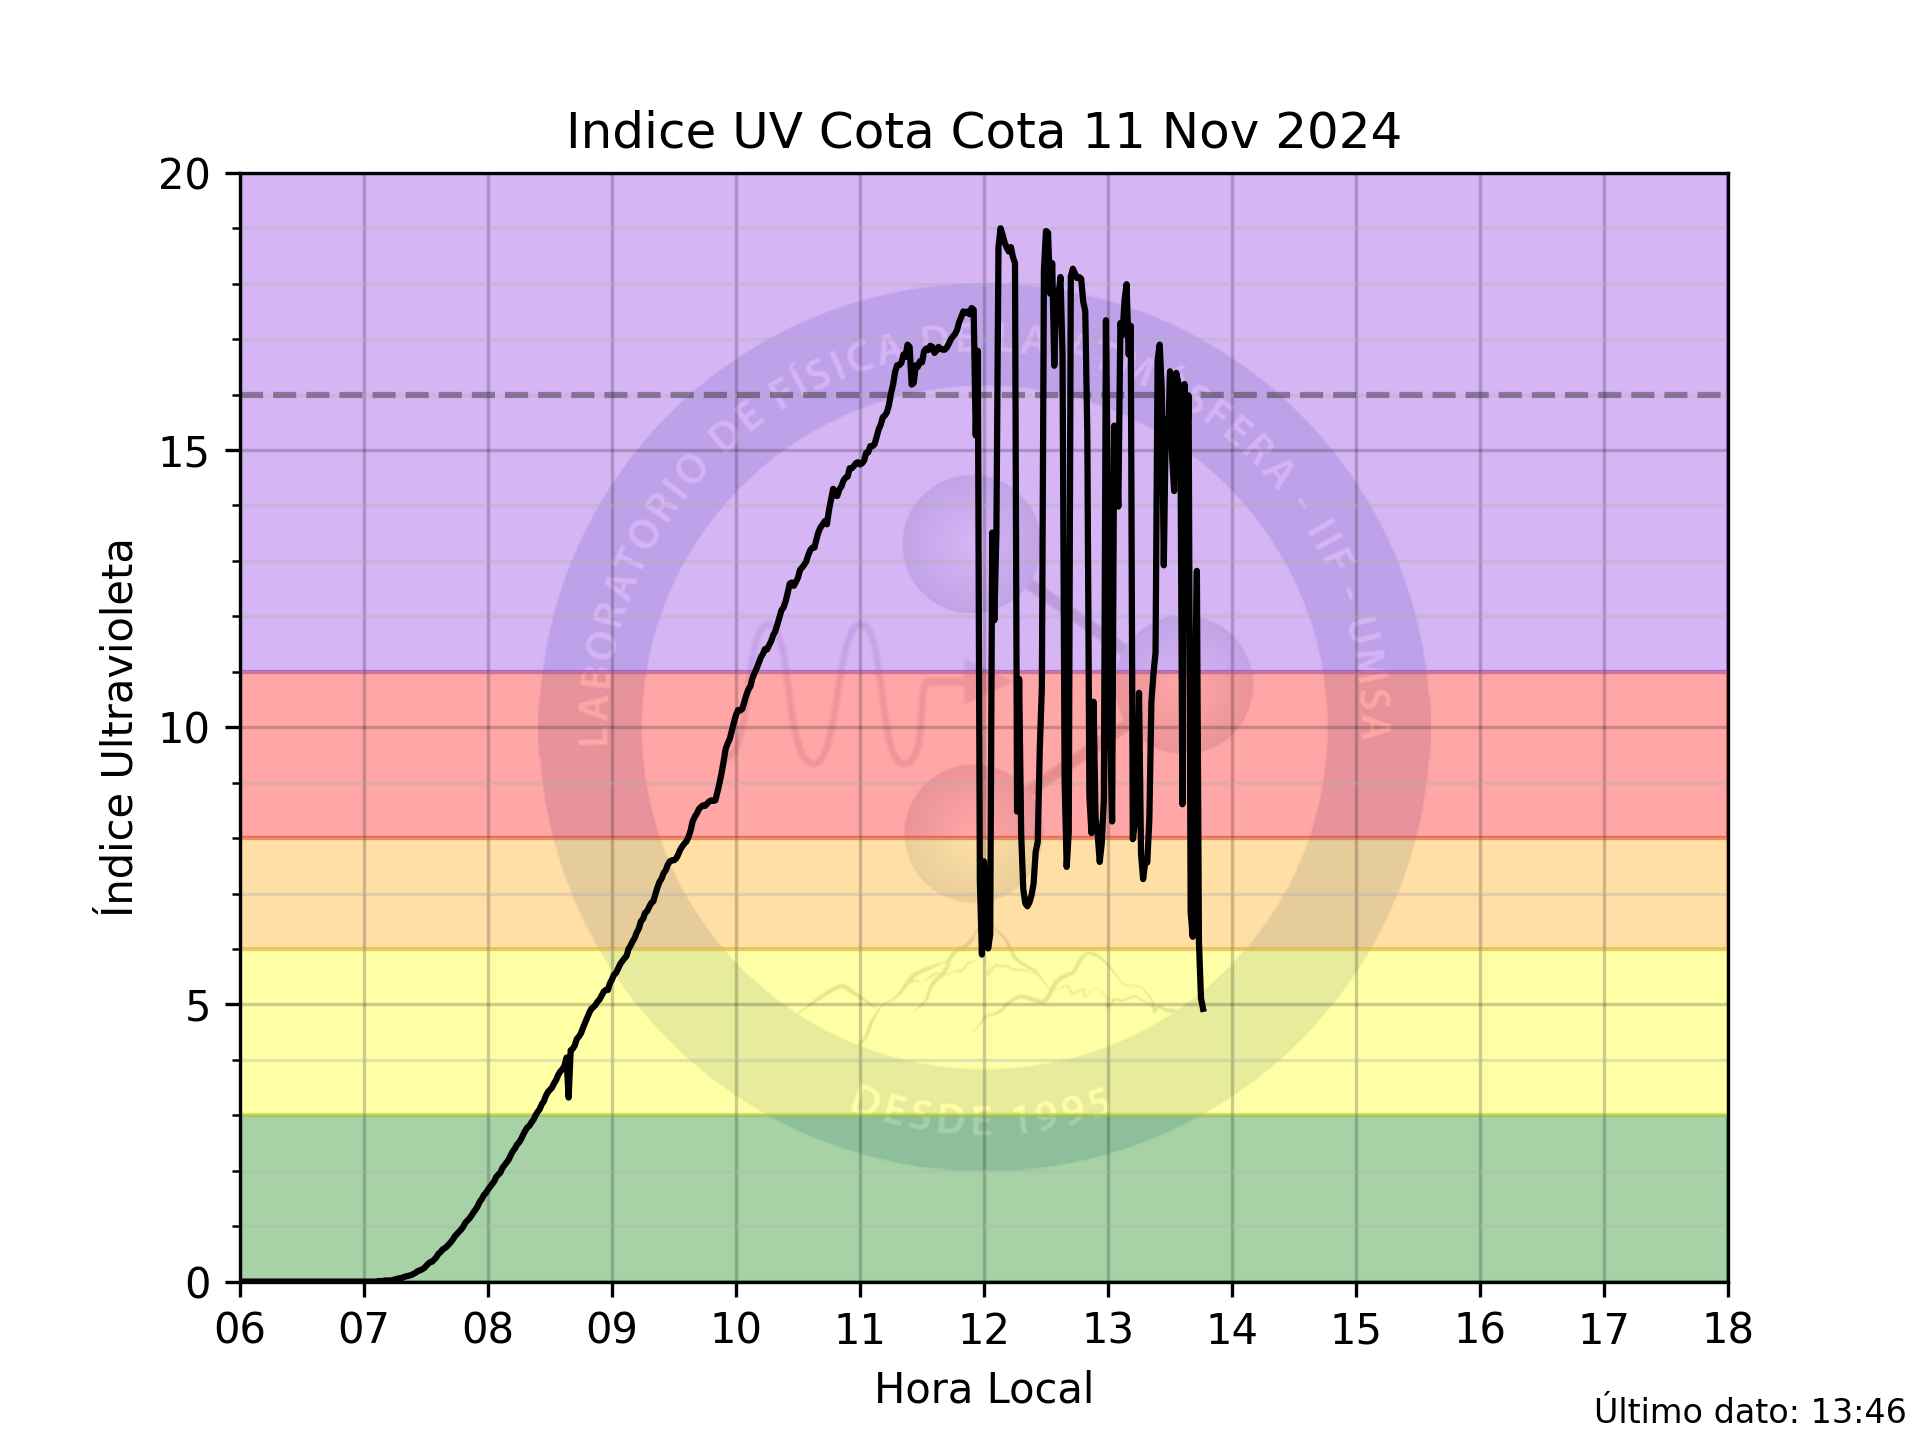 Indice UV Cota Cota 11 Nov 2024
20
15
10
5
0
Índice Ultravioleta
LABORATORIO DE FÍSICA DE LA ATMÓSFERA - IIF - UMSA
DESDE 1995
06 07 08 09 10 11 12 13 14 15 16 17 18
Hora Local
Último dato: 13:46